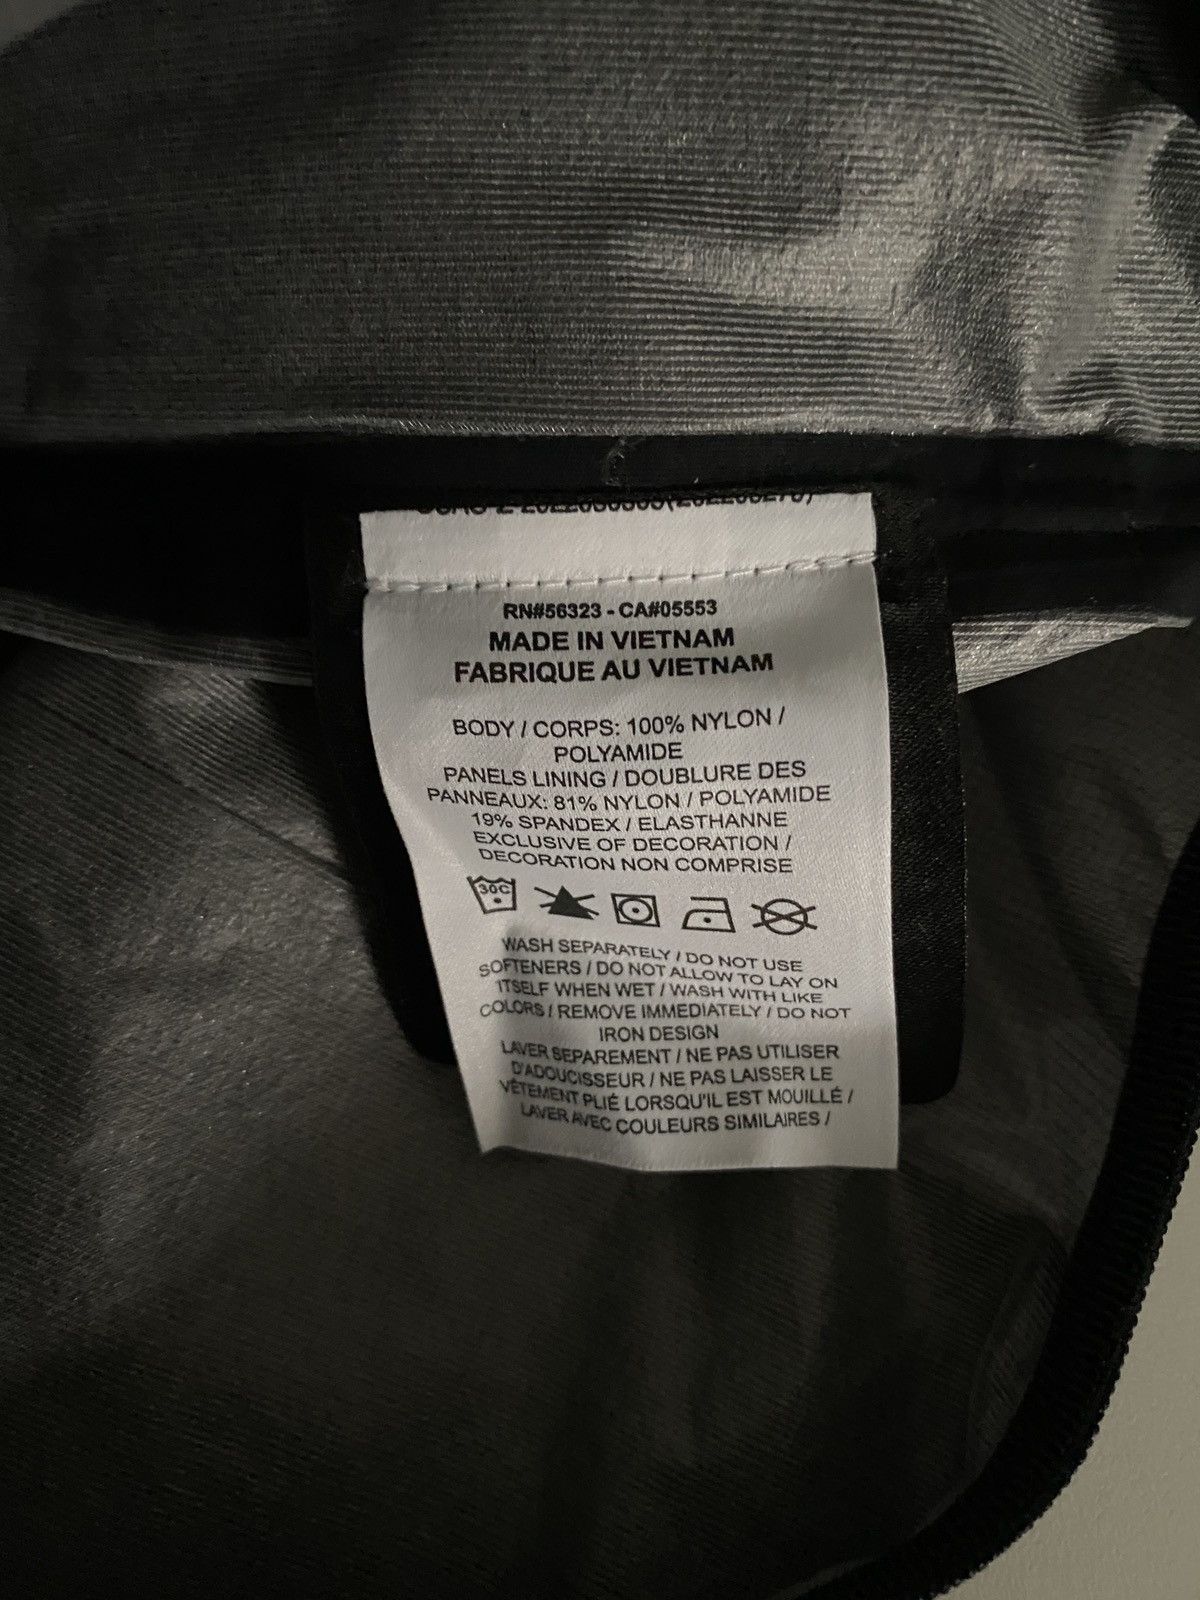 RN#56323 - CA#05553
MADE IN VIETNAM
FABRIQUE AU VIETNAM
BODY / CORPS: 100% NYLON /
POLYAMIDE
PANELS LINING / DOUBLURE DES
PANNEAUX: 81% NYLON / POLYAMIDE
19% SPANDEX / ELASTHANNE
EXCLUSIVE OF DECORATION /
DECORATION NON COMPRISE
30C
WASH SEPARATELY / DO NOT USE
SOFTENERS / DO NOT ALLOW TO LAY ON
ITSELF WHEN WET / WASH WITH LIKE
COLORS / REMOVE IMMEDIATELY / DO NOT
IRON DESIGN
LAVER SEPAREMENT / NE PAS UTILISER
D'ADOUCISSEUR / NE PAS LAISSER LE
VÊTEMENT PLIÉ LORSQU'IL EST MOUILLÉ /
LAVER AVEC COULEURS SIMILAIRES /